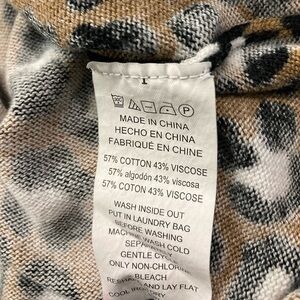 MADE IN CHINA
HECHO EN CHINA
FABRIQUÉ EN CHINE
57% COTTON 43% VISCOSE
57% algodón 43% viscosa
57% COTON 43% VISCOSE
WASH INSIDE OUT
PUT IN LAUNDRY BAG
BEFORE WASHING
MACHINE WASH COLD
GENTLE
ONLY NON-CHLORINE
BLEACH
AND LAY FLAT
COOL